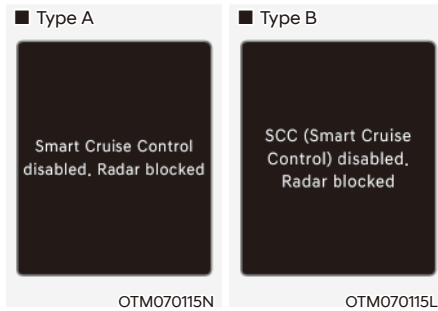 ■ Type A
Smart Cruise Control
disabled. Radar blocked
OTM070115N
■ Type B
SCC (Smart Cruise
Control) disabled.
Radar blocked
OTM070115L